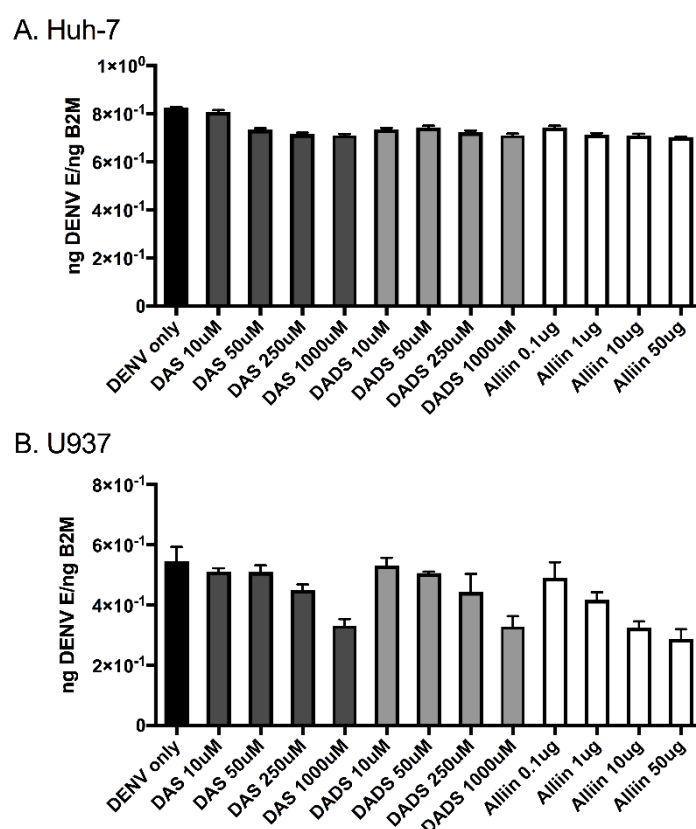 A. Huh-7
ng DENV E/ng B2M
1×10⁰
8×10⁻¹
6×10⁻¹
4×10⁻¹
2×10⁻¹
0
DENV only
DAS 10uM
DAS 50uM
DAS 250uM
DAS 1000uM
DADS 10uM
DADS 50uM
DADS 250uM
DADS 1000uM
Alliin 0.1ug
Alliin 1ug
Alliin 10ug
Alliin 50ug
B. U937
ng DENV E/ng B2M
8×10⁻¹
6×10⁻¹
4×10⁻¹
2×10⁻¹
0
DENV only
DAS 10uM
DAS 50uM
DAS 250uM
DAS 1000uM
DADS 10uM
DADS 50uM
DADS 250uM
DADS 1000uM
Alliin 0.1ug
Alliin 1ug
Alliin 10ug
Alliin 50ug